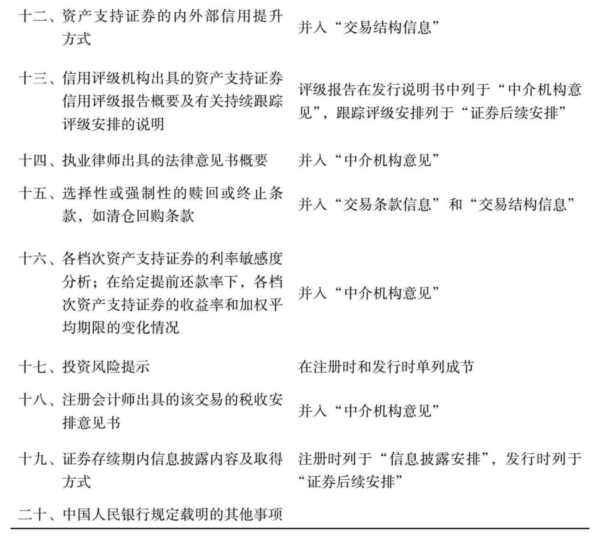 十二、资产支持证券的内外部信用提升
方式
并入“交易结构信息”
十三、信用评级机构出具的资产支持证券
信用评级报告概要及有关持续跟踪
评级安排的说明
评级报告在发行说明书中列于“中介机构意
见”，跟踪评级安排列于“证券后续安排”
十四、执业律师出具的法律意见书概要
并入“中介机构意见”
十五、选择性或强制性的赎回或终止条
款，如清仓回购条款
并入“交易条款信息”和“交易结构信息”
十六、各档次资产支持证券的利率敏感度
分析；在给定提前还款率下，各档
次资产支持证券的收益率和加权平
均期限的变化情况
并入“中介机构意见”
十七、投资风险提示
在注册时和发行时单列成节
十八、注册会计师出具的该交易的税收安
排意见书
并入“中介机构意见”
十九、证券存续期内信息披露内容及取得
方式
注册时列于“信息披露安排”，发行时列于
“证券后续安排”
二十、中国人民银行规定载明的其他事项